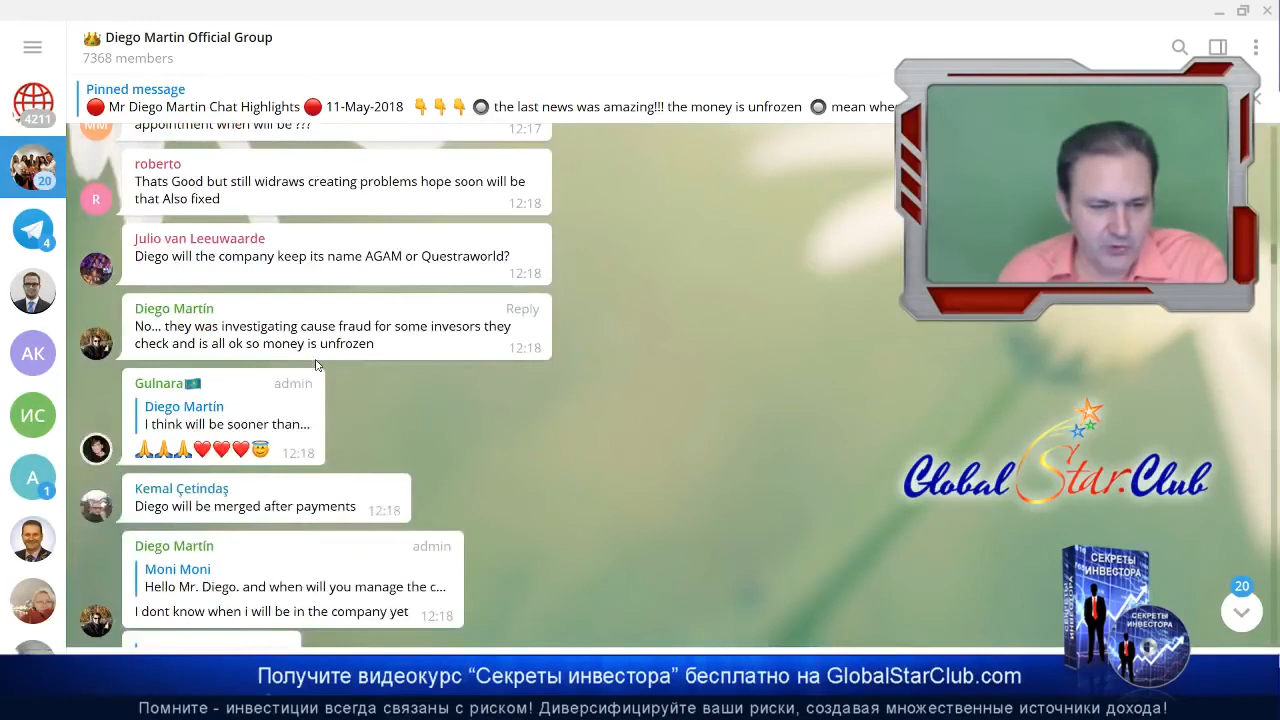 👑 Diego Martin Official Group
7368 members
4211
Pinned message
🔴 Mr Diego Martin Chat Highlights 🔴 11-May-2018 👇👇👇 🔘 the last news was amazing!!! the money is unfrozen 🔘 mean whe
MM
appointment when will be ???
12:17
20
roberto
Thats Good but still widraws creating problems hope soon will be
that Also fixed
12:18
R
4
Julio van Leeuwaarde
Diego will the company keep its name AGAM or Questraworld?
12:18
Diego Martín
Reply
No... they was investigating cause fraud for some invesors they
check and is all ok so money is unfrozen
12:18
АК
Gulnara🇰🇿
admin
Diego Martín
I think will be sooner than...
🙏🙏🙏❤️❤️❤️😇
12:18
ИС
Kemal Çetindaş
Diego will be merged after payments
12:18
A
1
Diego Martín
admin
Moni Moni
Hello Mr. Diego. and when will you manage the c...
I dont know when i will be in the company yet
12:18
Global Star.Club
СЕКРЕТЫ
ИНВЕСТОРА
СЕКРЕТЫ
ИНВЕСТОРА
20
Получите видеокурс “Секреты инвестора” бесплатно на GlobalStarClub.com
Помните - инвестиции всегда связаны с риском! Диверсифицируйте ваши риски, создавая множественные источники дохода!